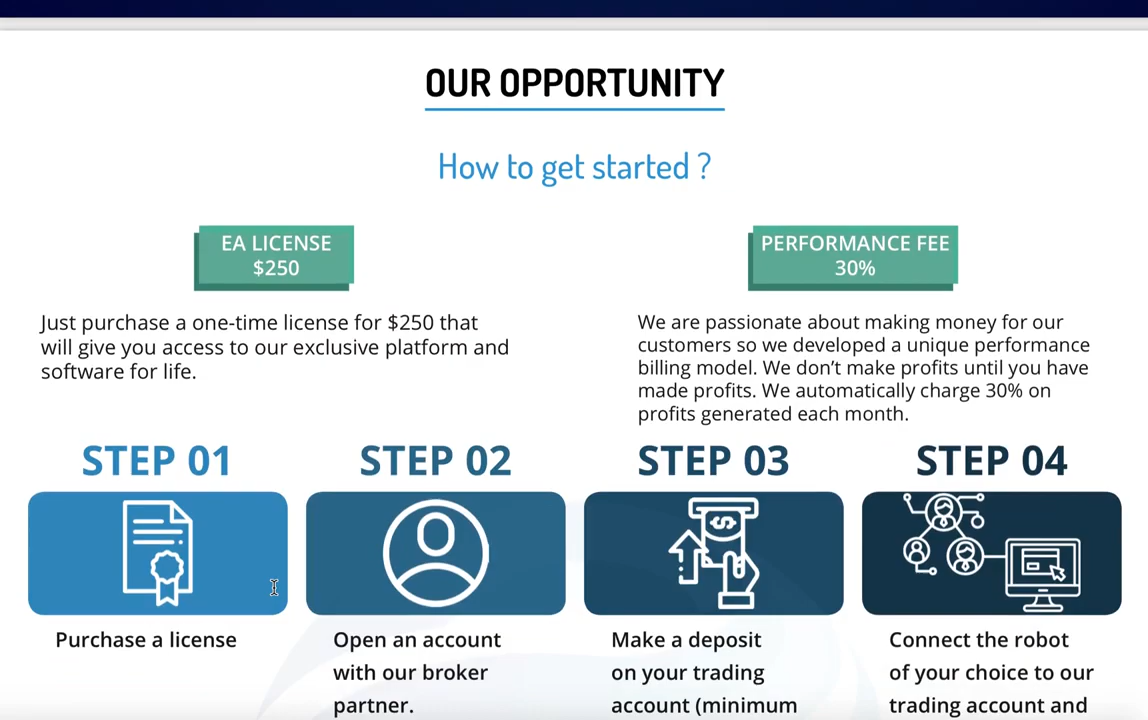 OUR OPPORTUNITY
How to get started ?
EA LICENSE
$250
Just purchase a one-time license for $250 that
will give you access to our exclusive platform and
software for life.
PERFORMANCE FEE
30%
We are passionate about making money for our
customers so we developed a unique performance
billing model. We don’t make profits until you have
made profits. We automatically charge 30% on
profits generated each month.
STEP 01
Purchase a license
STEP 02
Open an account
with our broker
partner.
STEP 03
Make a deposit
on your trading
account (minimum
STEP 04
Connect the robot
of your choice to our
trading account and